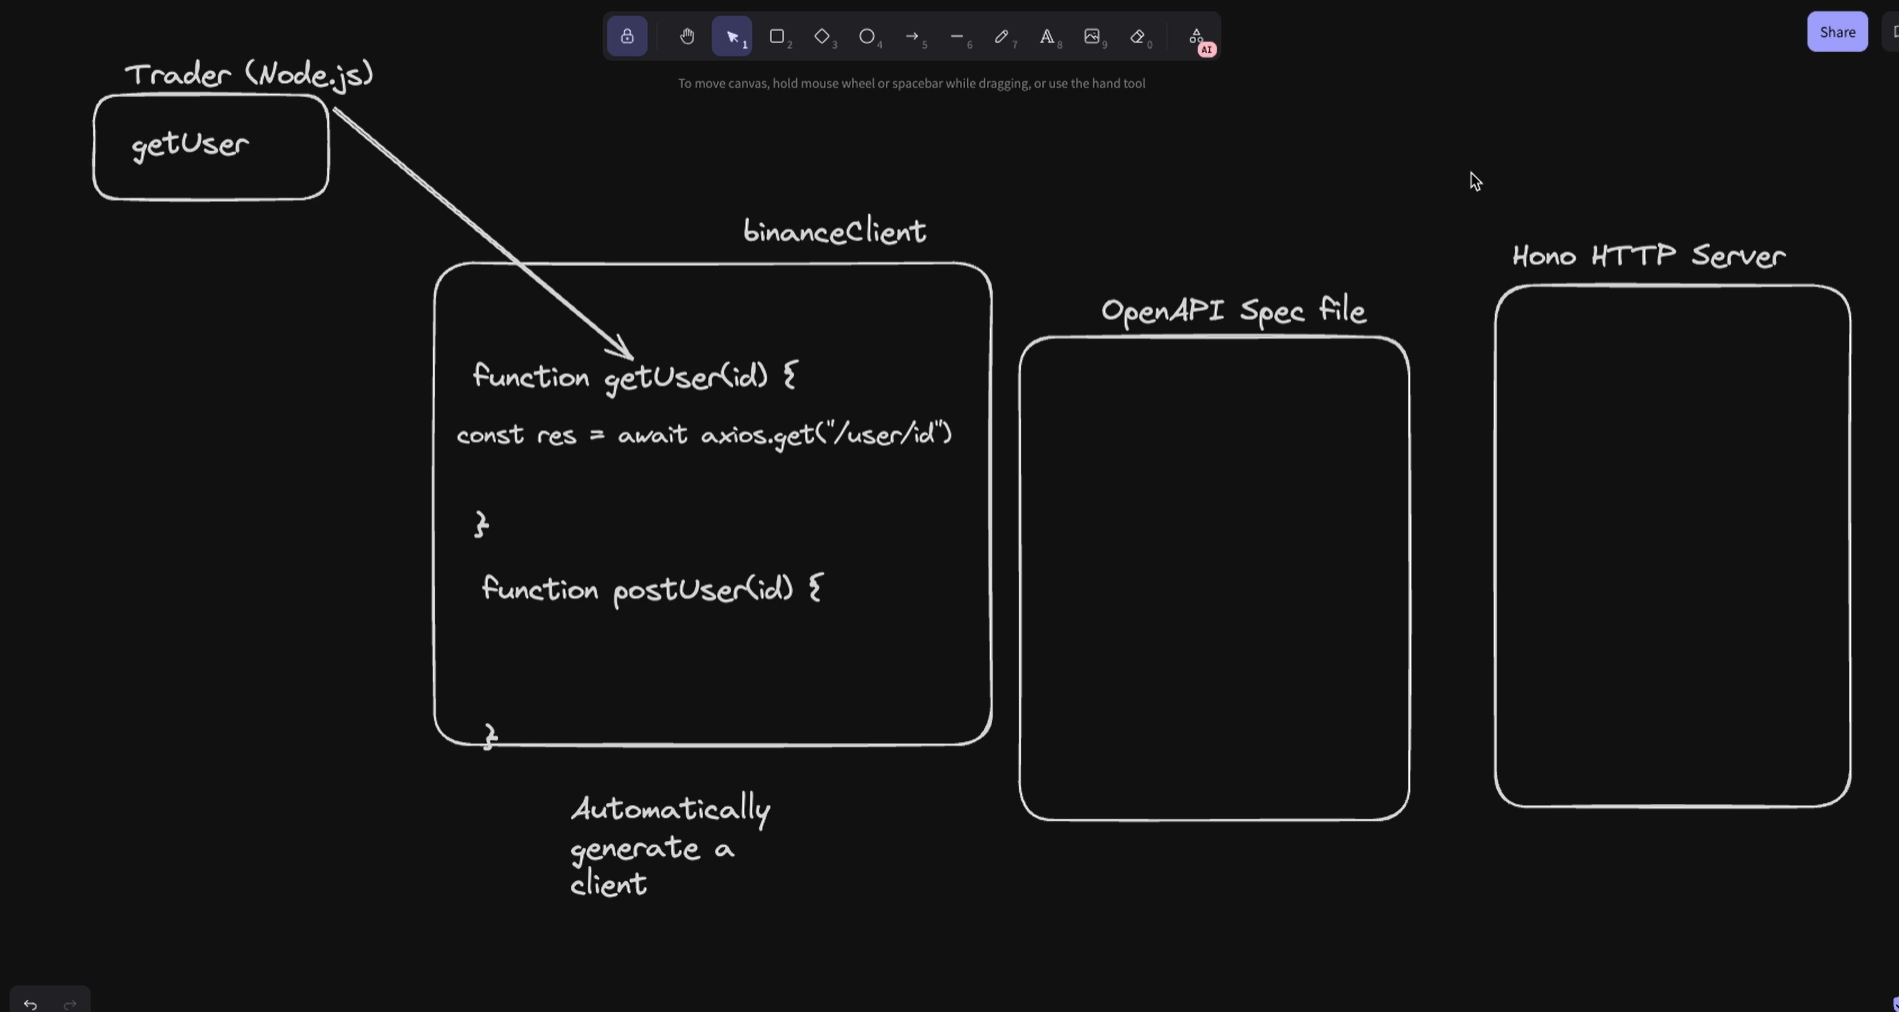 1
2
3
4
5
6
7
8
9
0
AI
Share
To move canvas, hold mouse wheel or spacebar while dragging, or use the hand tool
Trader (Node.js)
getUser
binanceClient
function getUser(id) {
const res = await axios.get("/user/id")
}
function postUser(id) {
}
Automatically
generate a
client
OpenAPI Spec file
Hono HTTP Server